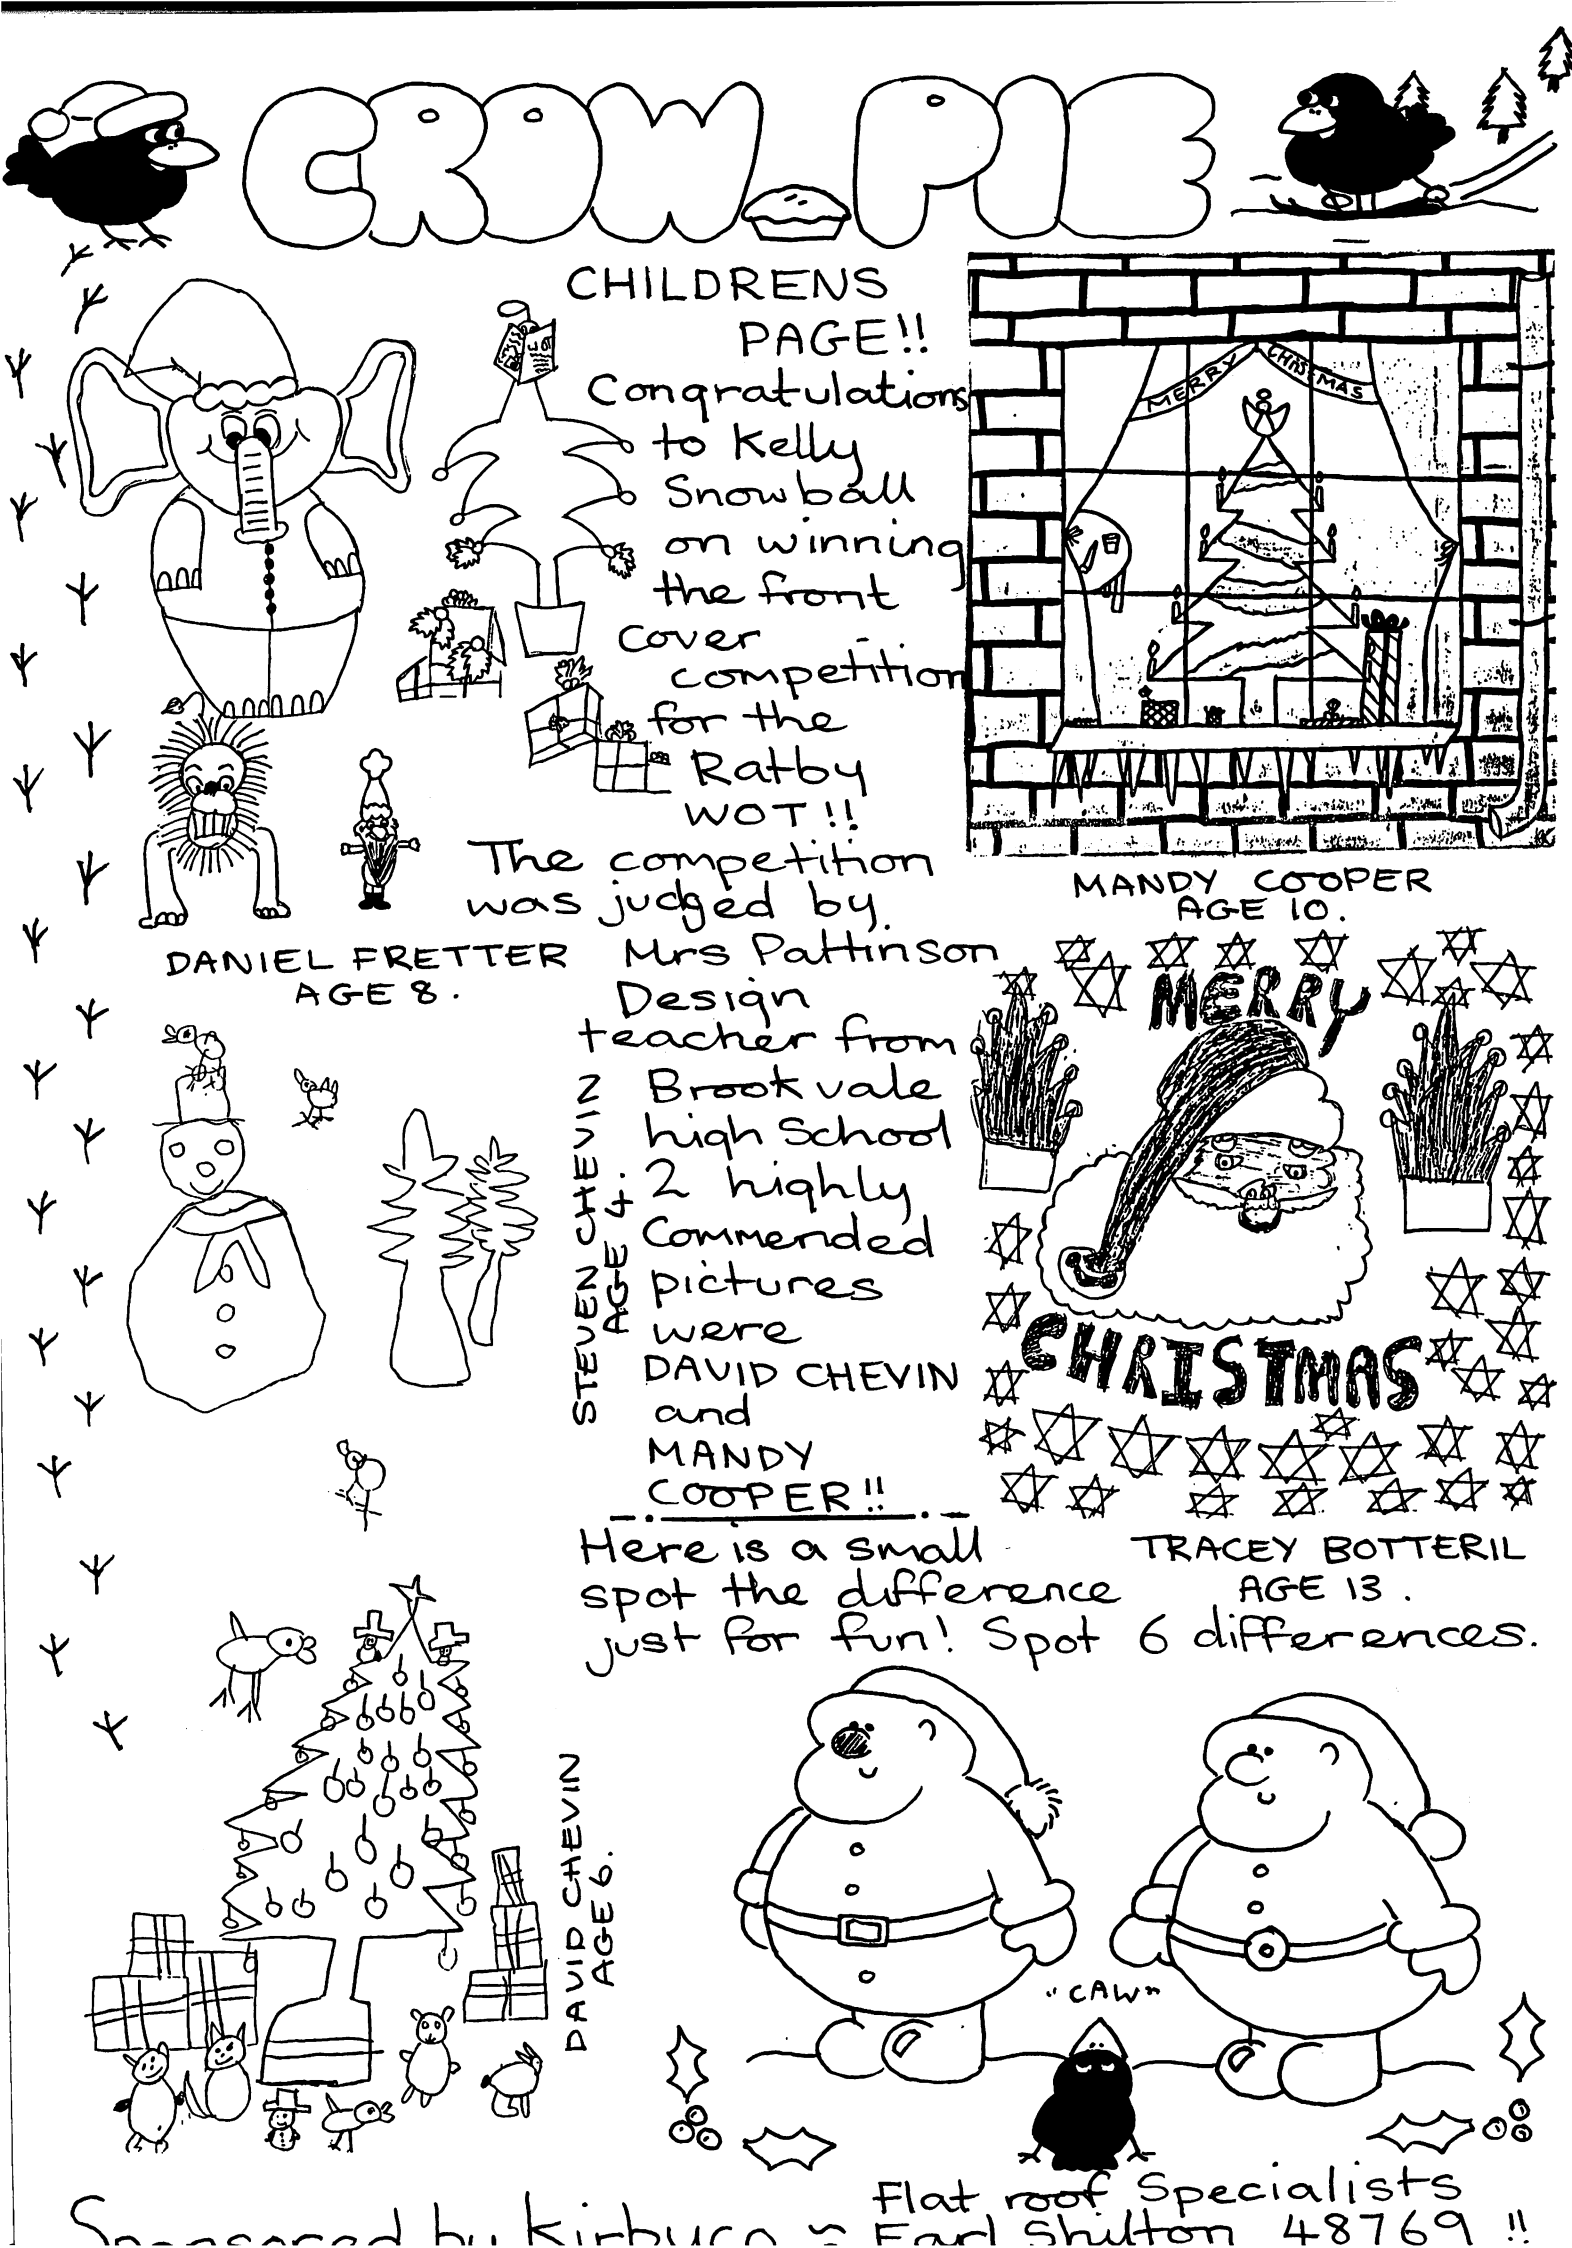 CROW PIE
CHILDRENS
PAGE!!
Congratulations
to Kelly
Snowball
on winning
the front
cover
competition
for the
Ratby
WOT!!
The competition
was judged by.
Mrs Pattinson
Design
teacher from
Brookvale
high School
2 highly
Commended
pictures
were
DAVID CHEVIN
and
MANDY
COOPER!!
MERRY CHRISTMAS
MANDY COOPER
AGE 10.
DANIEL FRETTER
AGE 8.
STEVEN CHEVIN
AGE 4.
MERRY
CHRISTMAS
TRACEY BOTTERIL
AGE 13.
Here is a small
spot the difference
just for fun! Spot 6 differences.
DAVID CHEVIN
AGE 6.
"CAW"
Flat roof Specialists
Sponsored by Earl Shilton 48769 !!